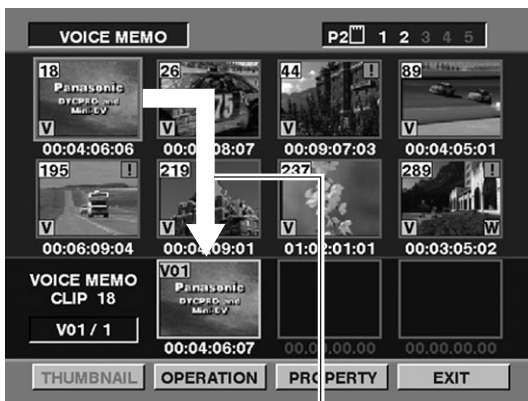 VOICE MEMO
P2 1 2 3 4 5
18
Panasonic
DVCPRO and
Mini-DV
V
00:04:06:06
26
75
V
44
!
V
00:09:07:03
89
V
00:04:05:01
195
!
V
00:06:09:04
219
V
237
V
01:02:01:01
289
!
V
W
00:03:05:02
VOICE MEMO
CLIP 18
V01 / 1
V01
Panasonic
DVCPRO and
Mini-DV
00:04:06:07
00.00.00.00
00.00.00.00
THUMBNAIL
OPERATION
PROPERTY
EXIT